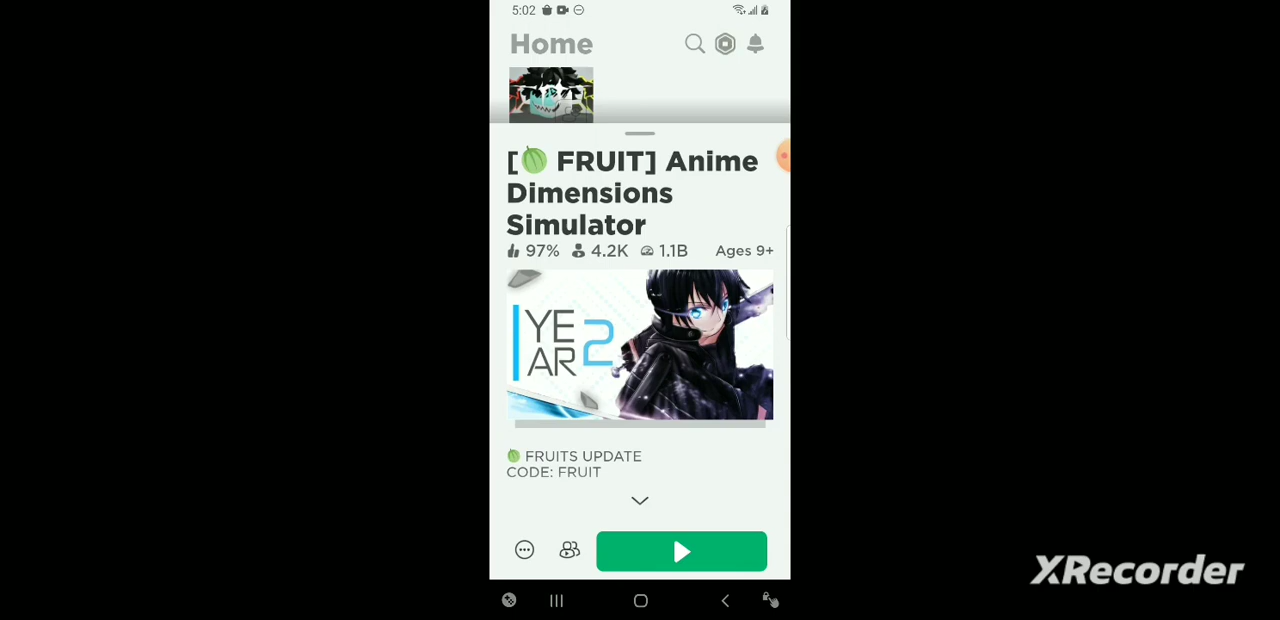 5:02
Home
[🍈 FRUIT] Anime
Dimensions
Simulator
97% 4.2K 1.1B Ages 9+
YE
AR 2
🍈 FRUITS UPDATE
CODE: FRUIT
XRecorder